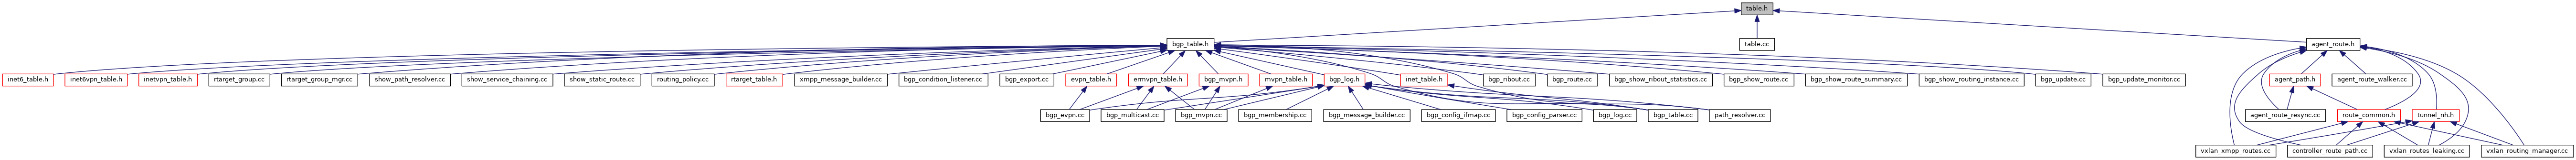 table.h
bgp_table.h
table.cc
agent_route.h
inet6_table.h
inet6vpn_table.h
inetvpn_table.h
rtarget_group.cc
rtarget_group_mgr.cc
show_path_resolver.cc
show_service_chaining.cc
show_static_route.cc
routing_policy.cc
rtarget_table.h
xmpp_message_builder.cc
bgp_condition_listener.cc
bgp_export.cc
evpn_table.h
ermvpn_table.h
bgp_mvpn.h
mvpn_table.h
bgp_log.h
inet_table.h
bgp_ribout.cc
bgp_route.cc
bgp_show_ribout_statistics.cc
bgp_show_route.cc
bgp_show_route_summary.cc
bgp_show_routing_instance.cc
bgp_update.cc
bgp_update_monitor.cc
agent_path.h
agent_route_walker.cc
bgp_evpn.cc
bgp_multicast.cc
bgp_mvpn.cc
bgp_membership.cc
bgp_message_builder.cc
bgp_config_ifmap.cc
bgp_config_parser.cc
bgp_log.cc
bgp_table.cc
path_resolver.cc
agent_route_resync.cc
route_common.h
tunnel_nh.h
vxlan_xmpp_routes.cc
controller_route_path.cc
vxlan_routes_leaking.cc
vxlan_routing_manager.cc